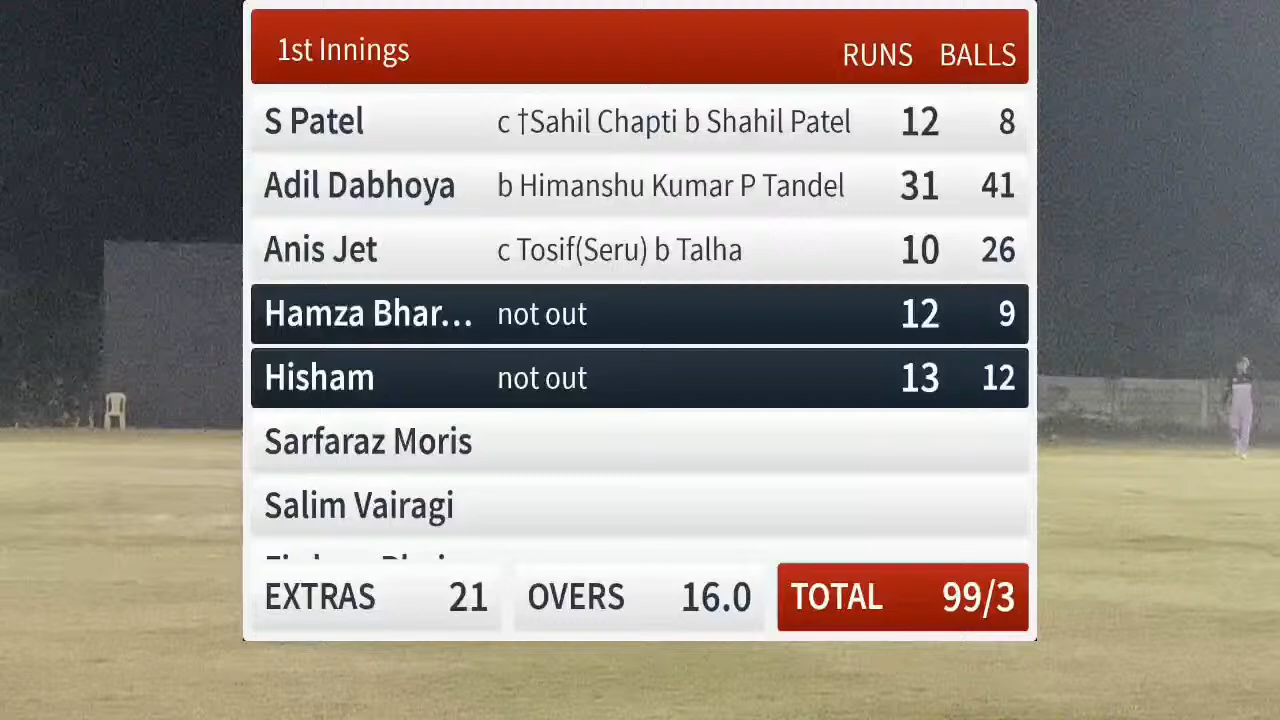 1st Innings RUNS BALLS
S Patel c †Sahil Chapti b Shahil Patel 12 8
Adil Dabhoya b Himanshu Kumar P Tandel 31 41
Anis Jet c Tosif(Seru) b Talha 10 26
Hamza Bhar... not out 12 9
Hisham not out 13 12
Sarfaraz Moris
Salim Vairagi
EXTRAS 21 OVERS 16.0 TOTAL 99/3